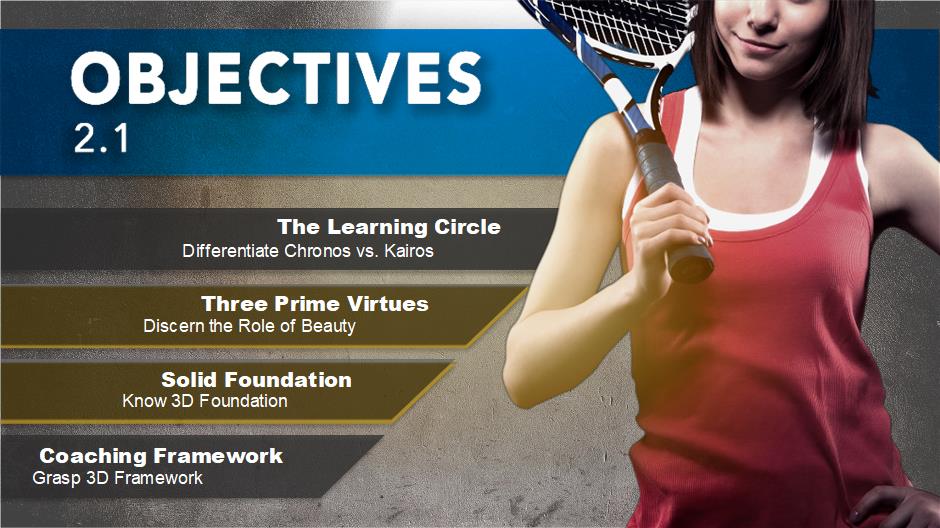 OBJECTIVES
2.1
The Learning Circle
Differentiate Chronos vs. Kairos
Three Prime Virtues
Discern the Role of Beauty
Solid Foundation
Know 3D Foundation
Coaching Framework
Grasp 3D Framework